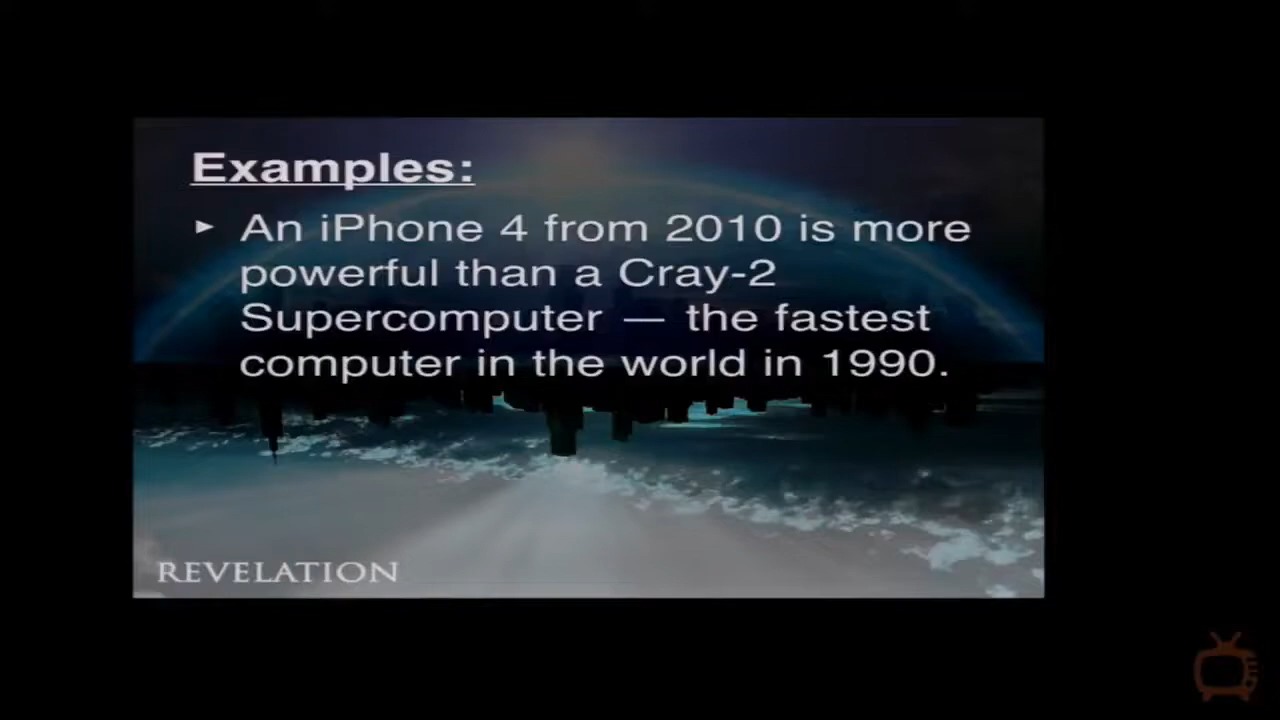 Examples:
► An iPhone 4 from 2010 is more
powerful than a Cray-2
Supercomputer — the fastest
computer in the world in 1990.
REVELATION